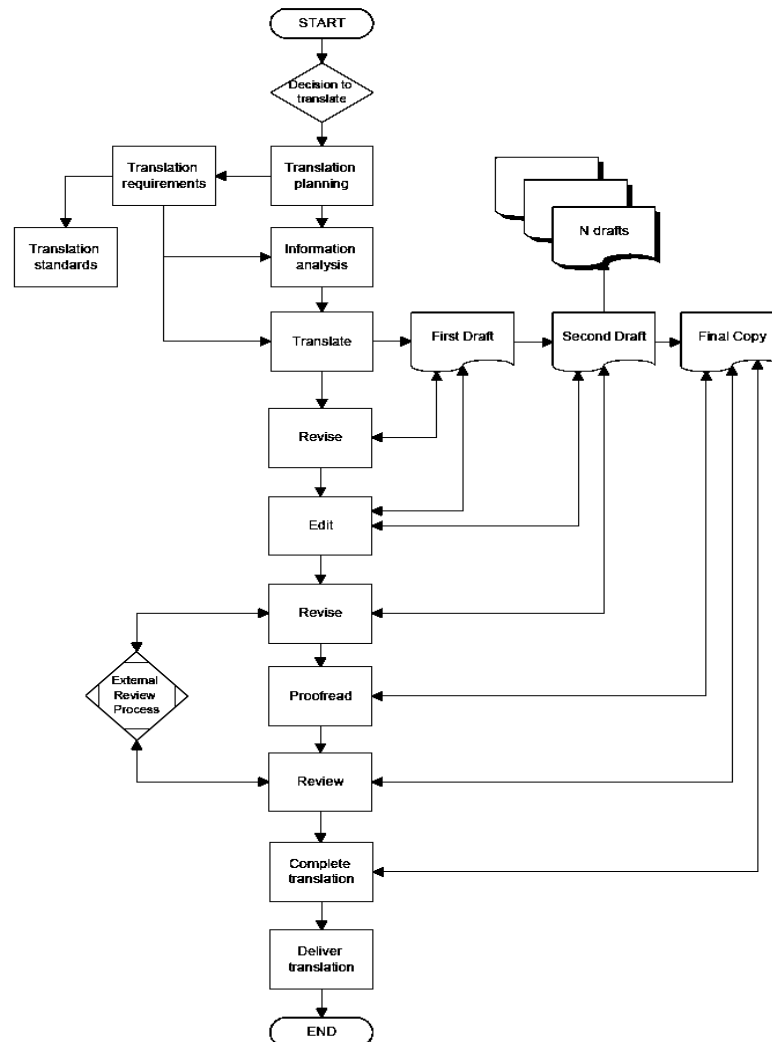 START
Decision to
translate
Translation
requirements
Translation
planning
Translation
standards
Information
analysis
N drafts
Translate
First Draft
Second Draft
Final Copy
Revise
Edit
Revise
External
Review
Process
Proofread
Review
Complete
translation
Deliver
translation
END